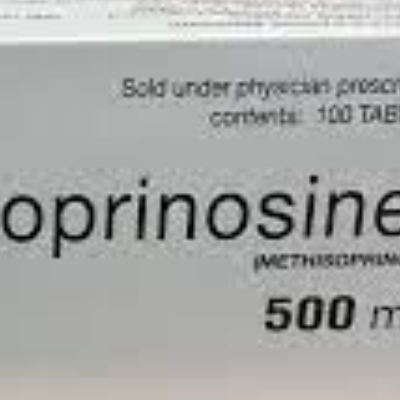 Sold under physician prescr
contents: 100 TAB
oprinosine
(METHISOPRIN
500 m